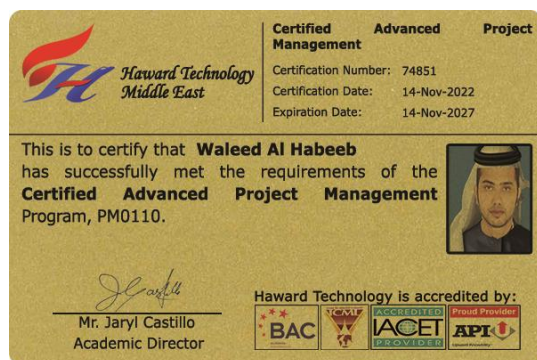 Haward Technology
Middle East
Certified Advanced Project
Management
Certification Number: 74851
Certification Date: 14-Nov-2022
Expiration Date: 14-Nov-2027
This is to certify that Waleed Al Habeeb
has successfully met the requirements of the
Certified Advanced Project Management
Program, PM0110.
Mr. Jaryl Castillo
Academic Director
Haward Technology is accredited by:
BAC
TCMI
ACCREDITED
IACET
PROVIDER
Proud Provider
API U